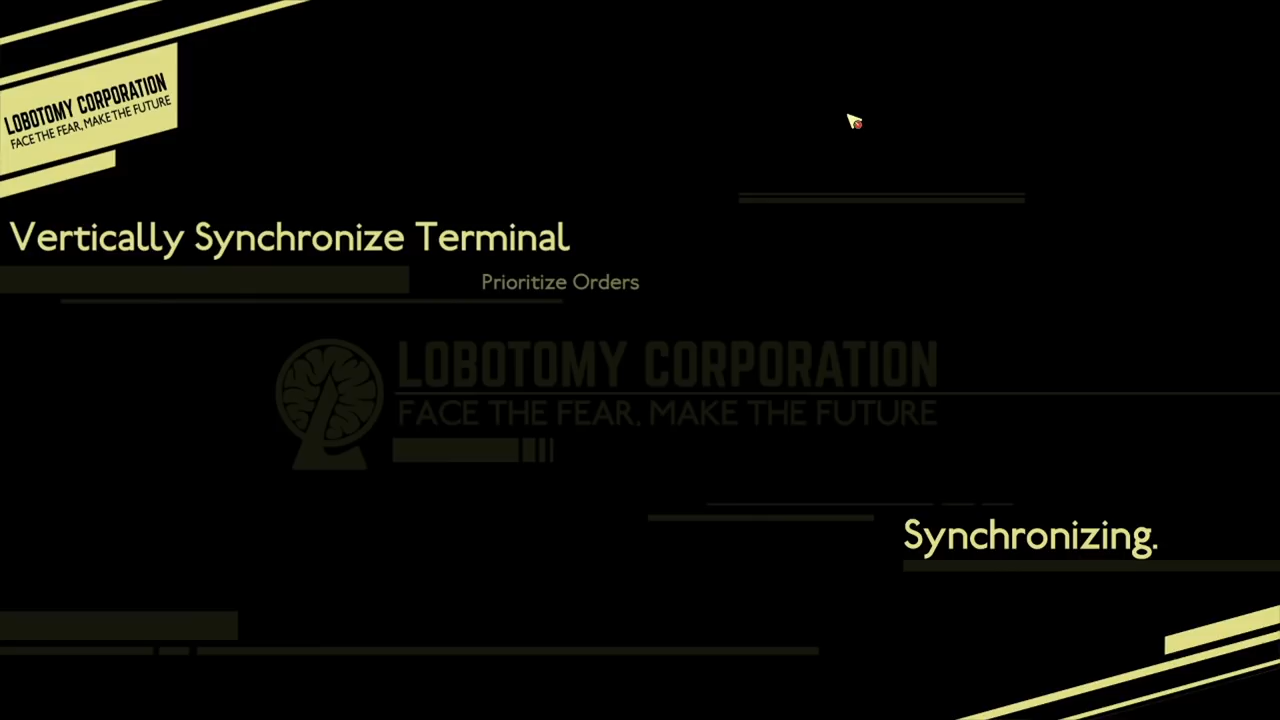 LOBOTOMY CORPORATION
FACE THE FEAR, MAKE THE FUTURE
Vertically Synchronize Terminal
Prioritize Orders
LOBOTOMY CORPORATION
FACE THE FEAR, MAKE THE FUTURE
Synchronizing.